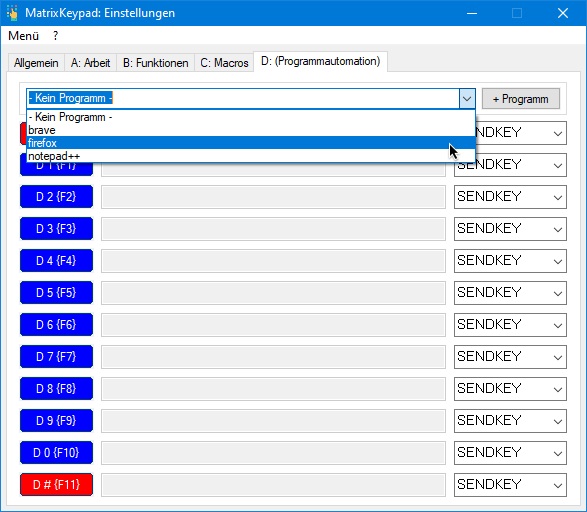 MatrixKeypad: Einstellungen
Menü ?
Allgemein A: Arbeit B: Funktionen C: Macros D: (Programmautomation)
- Kein Programm - + Programm
- Kein Programm -
brave
firefox
notepad++
SENDKEY
D 1 {F1} SENDKEY
D 2 {F3} SENDKEY
D 3 {F3} SENDKEY
D 4 {F4} SENDKEY
D 5 {F5} SENDKEY
D 6 {F6} SENDKEY
D 7 {F7} SENDKEY
D 8 {F8} SENDKEY
D 9 {F9} SENDKEY
D 0 {F10} SENDKEY
D # {F11} SENDKEY